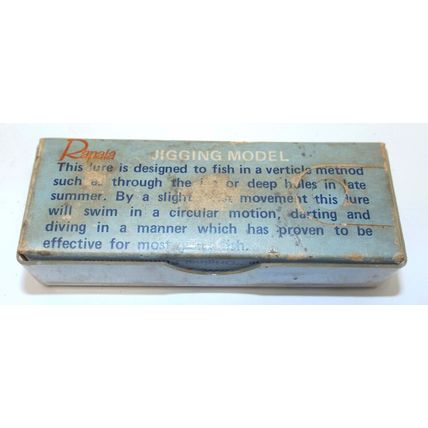 Rapala JIGGING MODEL
This lure is designed to fish in a verticle method
such as through the or deep holes in late
summer. By a slight movement this lure
will swim in a circular motion, darting and
diving in a manner which has proven to be
effective for most